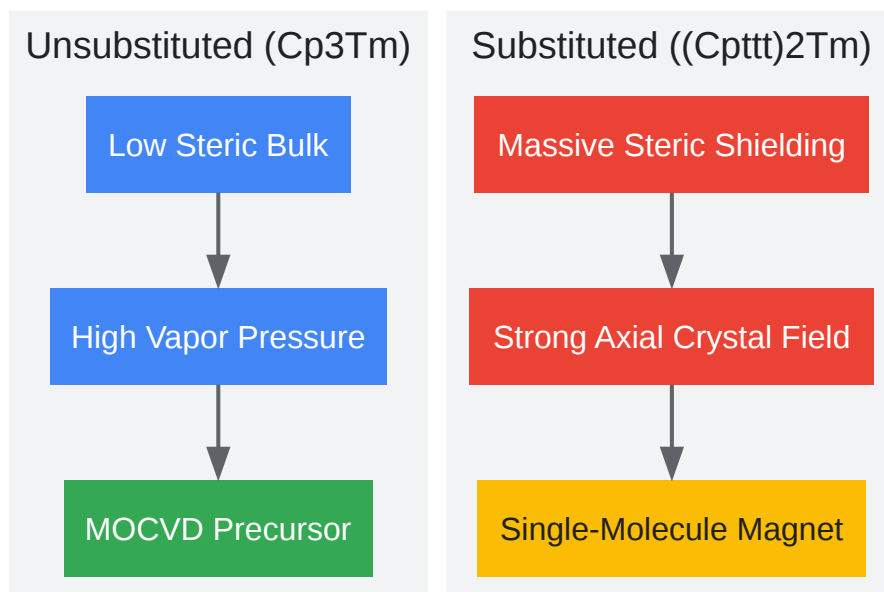 Unsubstituted (Cp3Tm)
Low Steric Bulk
High Vapor Pressure
MOCVD Precursor
Substituted ((Cpttt)2Tm)
Massive Steric Shielding
Strong Axial Crystal Field
Single-Molecule Magnet